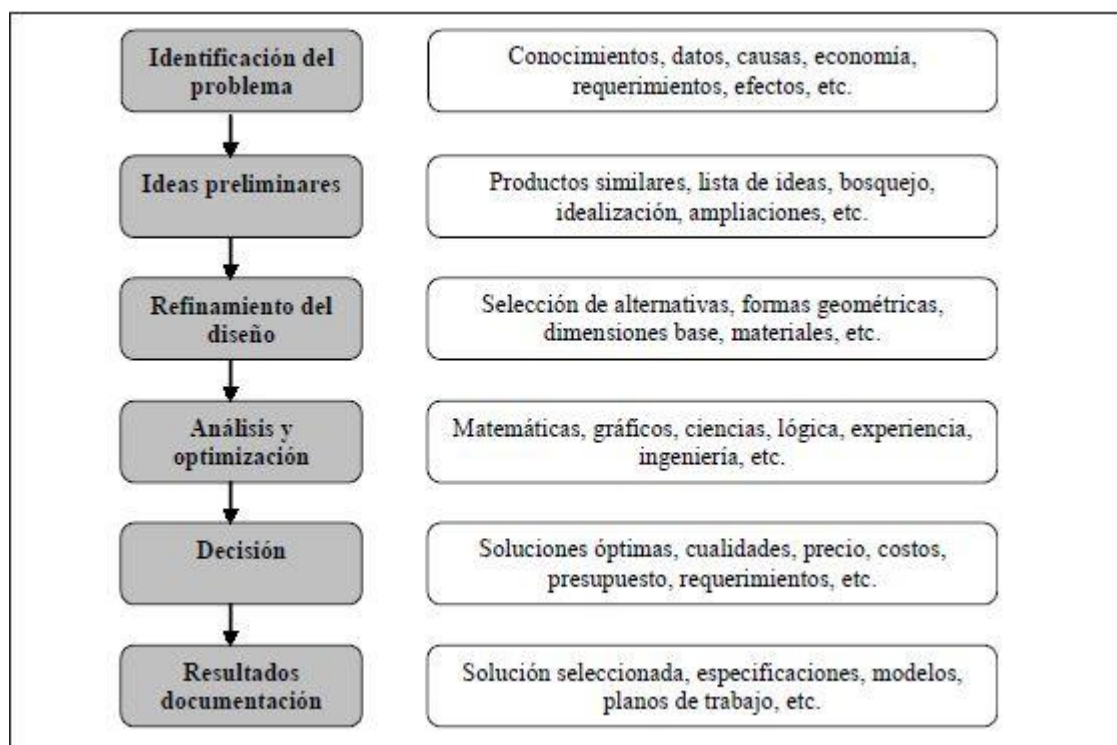 Identificación del
problema
Conocimientos, datos, causas, economía,
requerimientos, efectos, etc.
Ideas preliminares
Productos similares, lista de ideas, bosquejo,
idealización, ampliaciones, etc.
Refinamiento del
diseño
Selección de alternativas, formas geométricas,
dimensiones base, materiales, etc.
Análisis y
optimización
Matemáticas, gráficos, ciencias, lógica, experiencia,
ingeniería, etc.
Decisión
Soluciones óptimas, cualidades, precio, costos,
presupuesto, requerimientos, etc.
Resultados
documentación
Solución seleccionada, especificaciones, modelos,
planos de trabajo, etc.